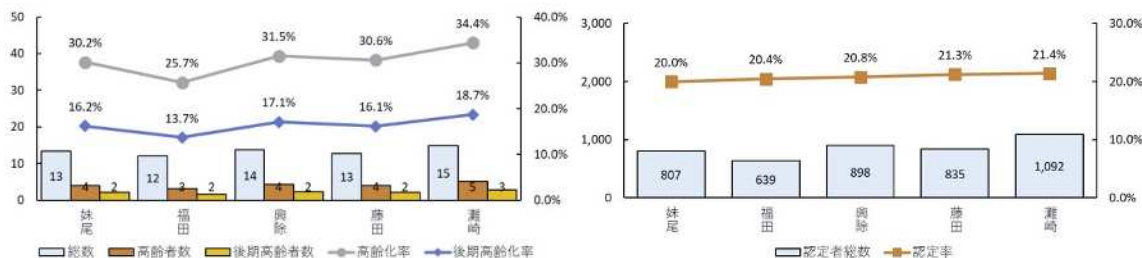 50
40
30
20
10
0
40.0%
30.0%
20.0%
10.0%
0.0%
30.2%
25.7%
31.5%
30.6%
34.4%
16.2%
13.7%
17.1%
16.1%
18.7%
13 4 2
12 3 2
14 4 2
13 4 2
15 5 3
妹尾
福田
興除
藤田
灘崎
総数 高齢者数 後期高齢者数 高齢化率 後期高齢化率
3,000
2,000
1,000
0
30.0%
20.0%
10.0%
0.0%
20.0%
20.4%
20.8%
21.3%
21.4%
807
639
898
835
1,092
妹尾
福田
興除
藤田
灘崎
認定者総数 認定率